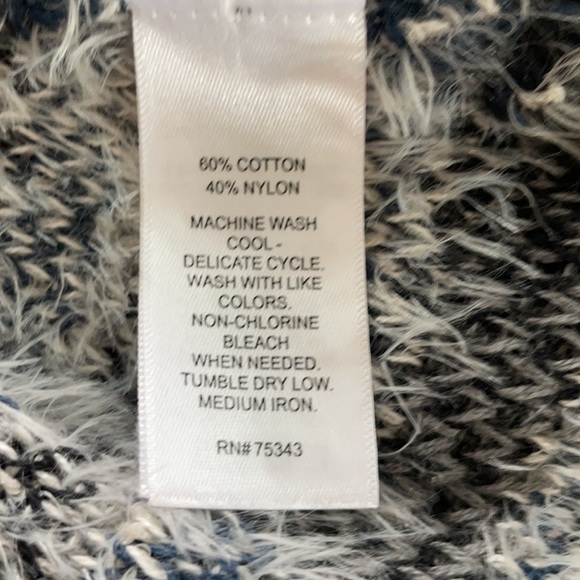 60% COTTON
40% NYLON
MACHINE WASH
COOL-
DELICATE CYCLE.
WASH WITH LIKE
COLORS.
NON-CHLORINE
BLEACH
WHEN NEEDED.
TUMBLE DRY LOW.
MEDIUM IRON.
RN# 75343